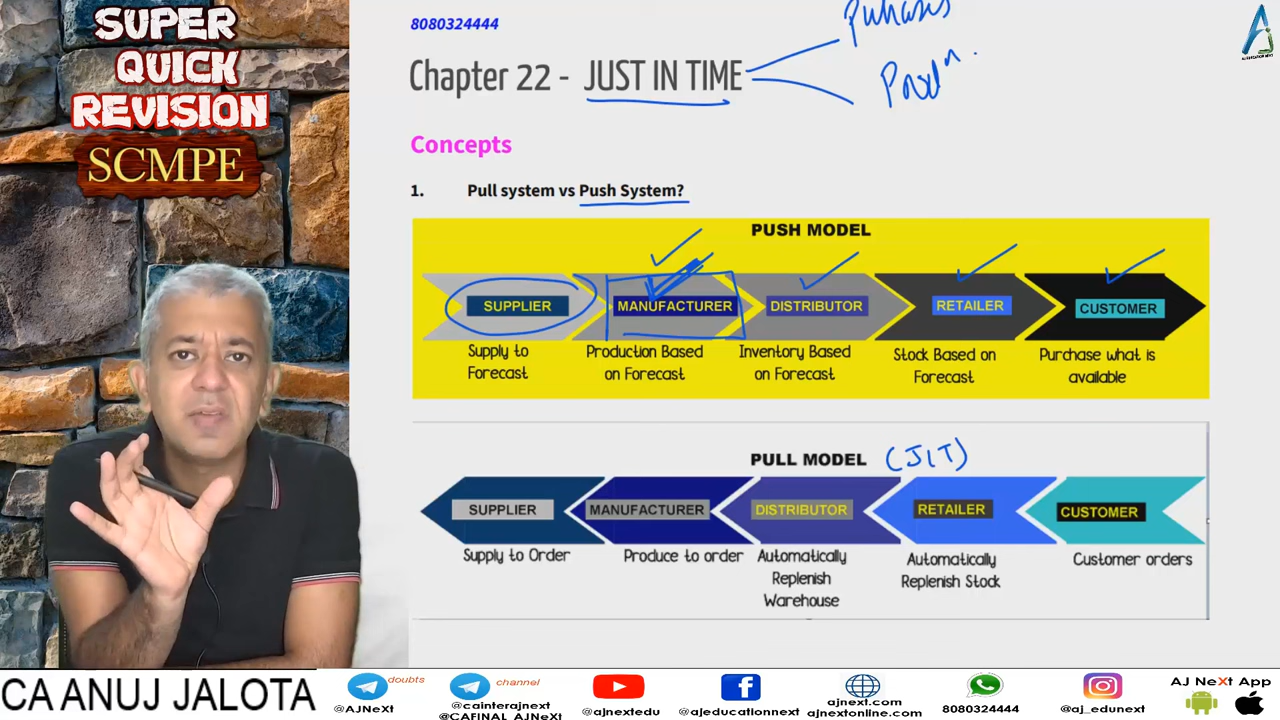 SUPER
QUICK
REVISION
SCMPE
8080324444
Purchases
Chapter 22 - JUST IN TIME
Prodn.
Concepts
1. Pull system vs Push System?
PUSH MODEL
SUPPLIER
MANUFACTURER
DISTRIBUTOR
RETAILER
CUSTOMER
Supply to
Forecast
Production Based
on Forecast
Inventory Based
on Forecast
Stock Based on
Forecast
Purchase what is
available
PULL MODEL (JIT)
SUPPLIER
MANUFACTURER
DISTRIBUTOR
RETAILER
CUSTOMER
Supply to Order
Produce to order
Automatically
Replenish
Warehouse
Automatically
Replenish Stock
Customer orders
CA ANUJ JALOTA
doubts
@AJNeXt
channel
@cainterajnext
@CAFINAL_AJNeXt
@ajnextedu
@ajeducationnext
ajnext.com
ajnextonline.com
8080324444
@aj_edunext
AJ NeXt App